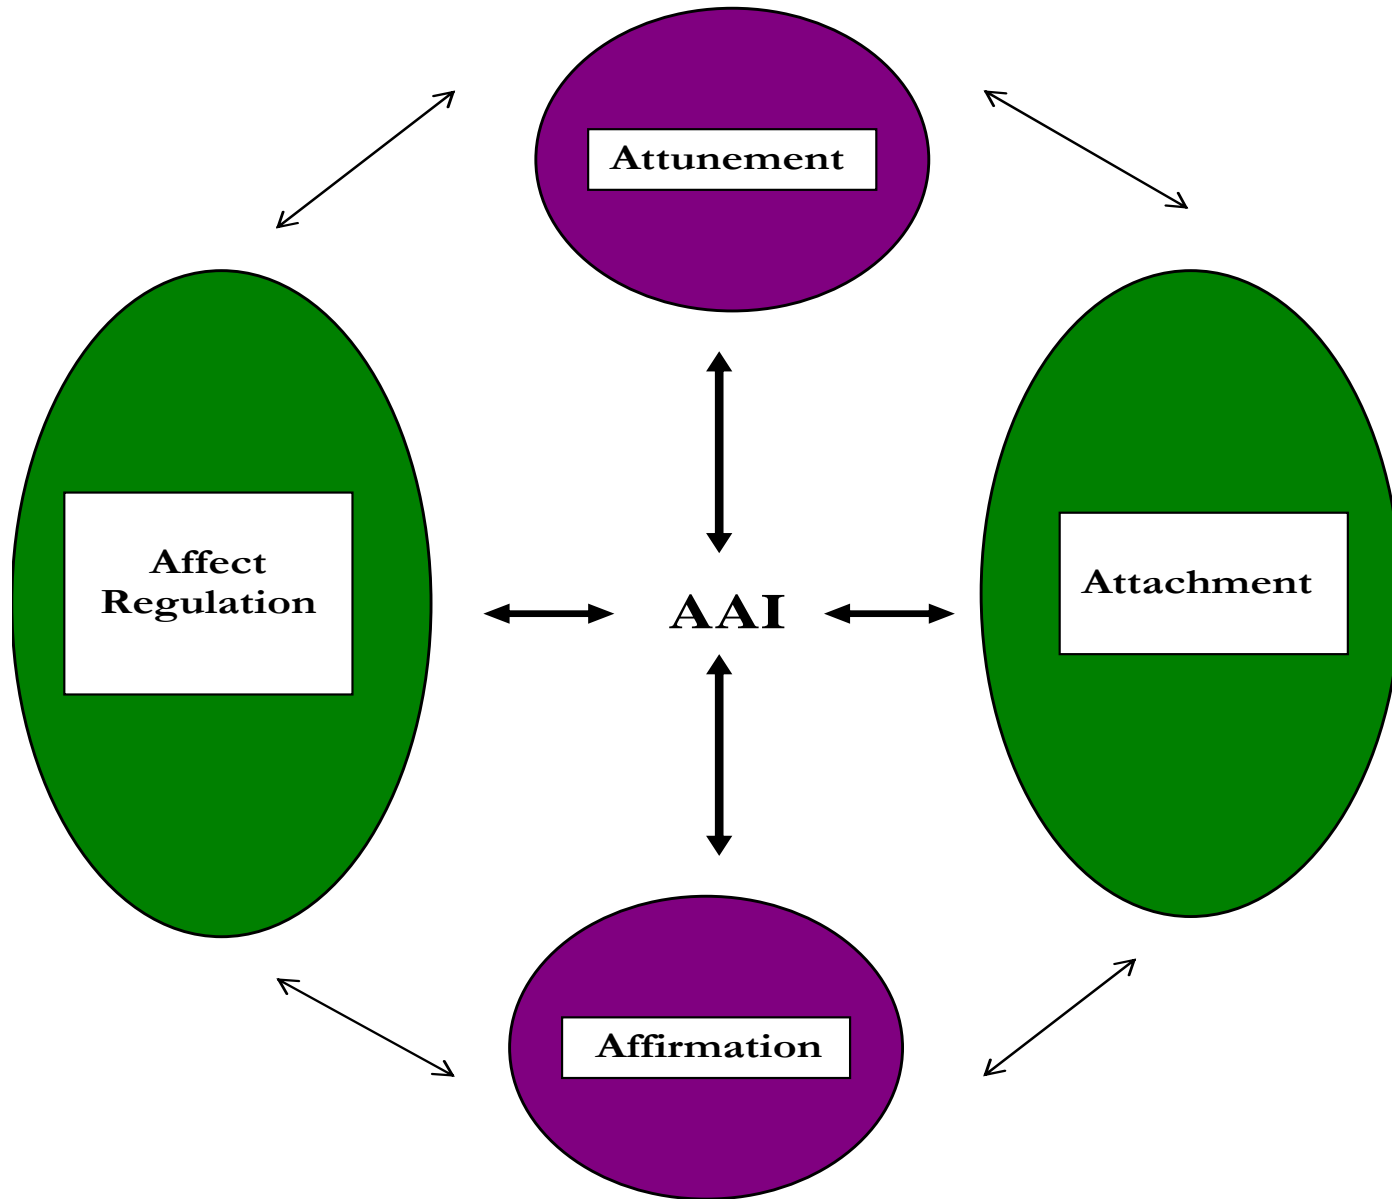 Attunement
Affect
Regulation
AAI
Attachment
Affirmation